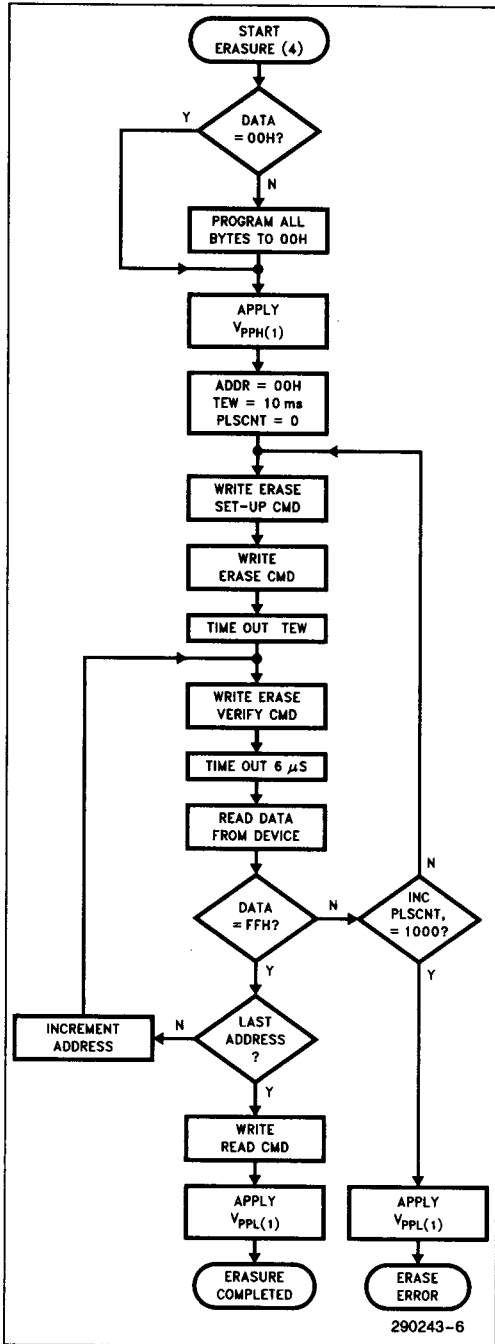 START
ERASURE (4)
DATA
= 00H?
Y
N
PROGRAM ALL
BYTES TO 00H
APPLY
VPPH(1)
ADDR = 00H
TEW = 10 ms
PLSCNT = 0
WRITE ERASE
SET-UP CMD
WRITE
ERASE CMD
TIME OUT TEW
WRITE ERASE
VERIFY CMD
TIME OUT 6 μS
READ DATA
FROM DEVICE
DATA
= FFH?
N
Y
INC
PLSCNT,
= 1000?
N
Y
LAST
ADDRESS
?
N
Y
INCREMENT
ADDRESS
WRITE
READ CMD
APPLY
VPPL(1)
ERASURE
COMPLETED
APPLY
VPPL(1)
ERASE
ERROR
290243-6